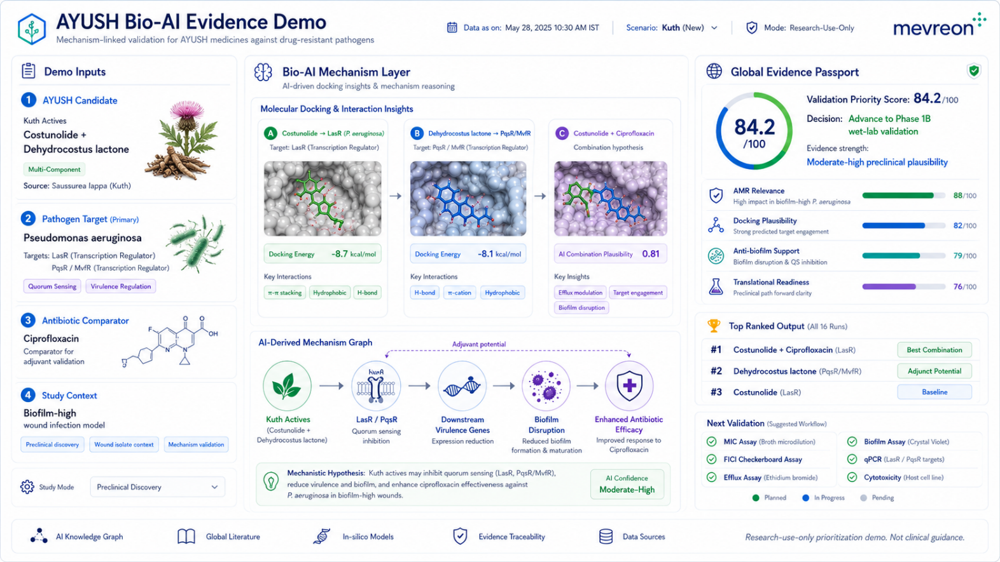 AYUSH Bio-AI Evidence Demo
Mechanism-linked validation for AYUSH medicines against drug-resistant pathogens
Data as on: May 28, 2025 10:30 AM IST
Scenario: Kuth (New)
Mode: Research-Use-Only
mevreon
Demo Inputs
1 AYUSH Candidate
Kuth Actives
Costunolide +
Dehydrocostus lactone
Multi-Component
Source: Saussurea lappa (Kuth)
2 Pathogen Target (Primary)
Pseudomonas aeruginosa
Targets: LasR (Transcription Regulator)
PqsR / MvfR (Transcription Regulator)
Quorum Sensing
Virulence Regulation
3 Antibiotic Comparator
Ciprofloxacin
Comparator for
adjuvant validation
F
O
O
OH
N
N
4 Study Context
Biofilm-high
wound infection model
Preclinical discovery
Wound isolate context
Mechanism validation
Study Mode
Preclinical Discovery
Bio-AI Mechanism Layer
AI-driven docking insights & mechanism reasoning
Molecular Docking & Interaction Insights
A Costunolide → LasR (P. aeruginosa)
Target: LasR (Transcription Regulator)
Docking Energy -8.7 kcal/mol
Key Interactions
π-π stacking
Hydrophobic
H-bond
B Dehydrocostus lactone → PqsR/MvfR
Target: PqsR / MvfR (Transcription Regulator)
Docking Energy -8.1 kcal/mol
Key Interactions
H-bond
π-cation
Hydrophobic
C Costunolide + Ciprofloxacin
Combination hypothesis
AI Combination Plausibility 0.81
Key Insights
Efflux modulation
Target engagement
Biofilm disruption
AI-Derived Mechanism Graph
Adjuvant potential
Kuth Actives
(Costunolide +
Dehydrocostus lactone)
LasR / PqsR
Quorum sensing
inhibition
Downstream
Virulence Genes
Expression reduction
Biofilm
Disruption
Reduced biofilm
formation & maturation
Enhanced Antibiotic
Efficacy
Improved response to
Ciprofloxacin
Mechanistic Hypothesis: Kuth actives may inhibit quorum sensing (LasR, PqsR/MvfR),
reduce virulence and biofilm, and enhance ciprofloxacin effectiveness against
P. aeruginosa in biofilm-high wounds.
AI Confidence
Moderate-High
Global Evidence Passport
84.2
/100
Validation Priority Score: 84.2/100
Decision: Advance to Phase 1B
wet-lab validation
Evidence strength:
Moderate-high preclinical plausibility
AMR Relevance
High impact in biofilm-high P. aeruginosa
88/100
Docking Plausibility
Strong predicted target engagement
82/100
Anti-biofilm Support
Biofilm disruption & QS inhibition
79/100
Translational Readiness
Preclinical path forward clarity
76/100
Top Ranked Output (All 16 Runs)
#1 Costunolide + Ciprofloxacin (LasR) Best Combination
#2 Dehydrocostus lactone (PqsR/MvfR) Adjunct Potential
#3 Costunolide (LasR) Baseline
Next Validation (Suggested Workflow)
MIC Assay (Broth microdilution)
Biofilm Assay (Crystal Violet)
FICI Checkerboard Assay
qPCR (LasR / PqsR targets)
Efflux Assay (Ethidium bromide)
Cytotoxicity (Host cell line)
Planned
In Progress
Pending
AI Knowledge Graph
Global Literature
In-silico Models
Evidence Traceability
Data Sources
Research-use-only prioritization demo. Not clinical guidance.